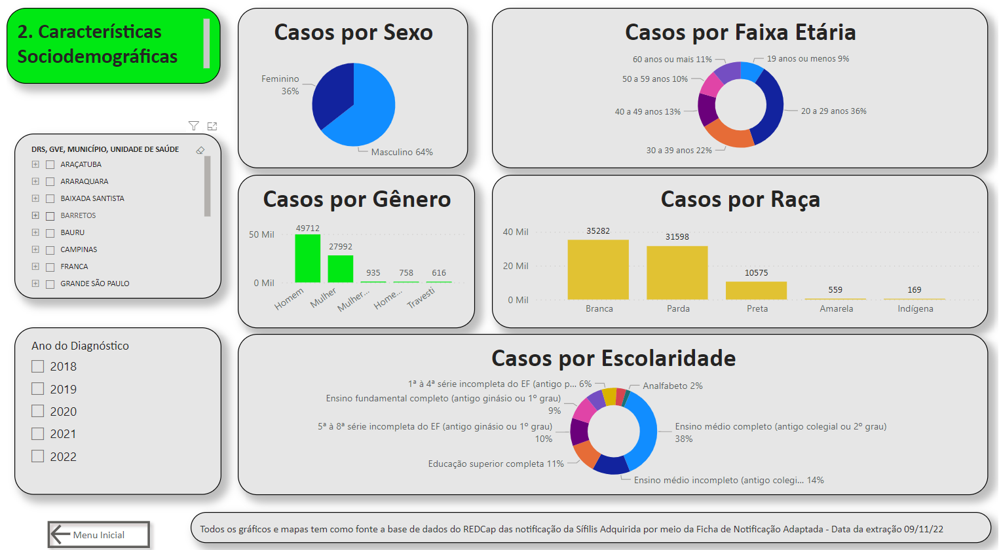 2. Características
Sociodemográficas
DRS, GVE, MUNICÍPIO, UNIDADE DE SAÚDE
ARAÇATUBA
ARARAQUARA
BAIXADA SANTISTA
BARRETOS
BAURU
CAMPINAS
FRANCA
GRANDE SÃO PAULO
Ano do Diagnóstico
2018
2019
2020
2021
2022
Menu Inicial
Casos por Sexo
Feminino
36%
Masculino 64%
Casos por Faixa Etária
60 anos ou mais 11%
19 anos ou menos 9%
50 a 59 anos 10%
40 a 49 anos 13%
20 a 29 anos 36%
30 a 39 anos 22%
Casos por Gênero
50 Mil
0 Mil
49712
27992
935
758
616
Homem
Mulher
Mulher...
Home...
Travesti
Casos por Raça
40 Mil
20 Mil
0 Mil
35282
31598
10575
559
169
Branca
Parda
Preta
Amarela
Indígena
Casos por Escolaridade
1ª à 4ª série incompleta do EF (antigo p... 6%
Analfabeto 2%
Ensino fundamental completo (antigo ginásio ou 1º grau)
9%
5ª à 8ª série incompleta do EF (antigo ginásio ou 1º grau)
10%
Ensino médio completo (antigo colegial ou 2º grau)
38%
Educação superior completa 11%
Ensino médio incompleto (antigo colegi... 14%
Todos os gráficos e mapas tem como fonte a base de dados do REDCap das notificação da Sífilis Adquirida por meio da Ficha de Notificação Adaptada - Data da extração 09/11/22